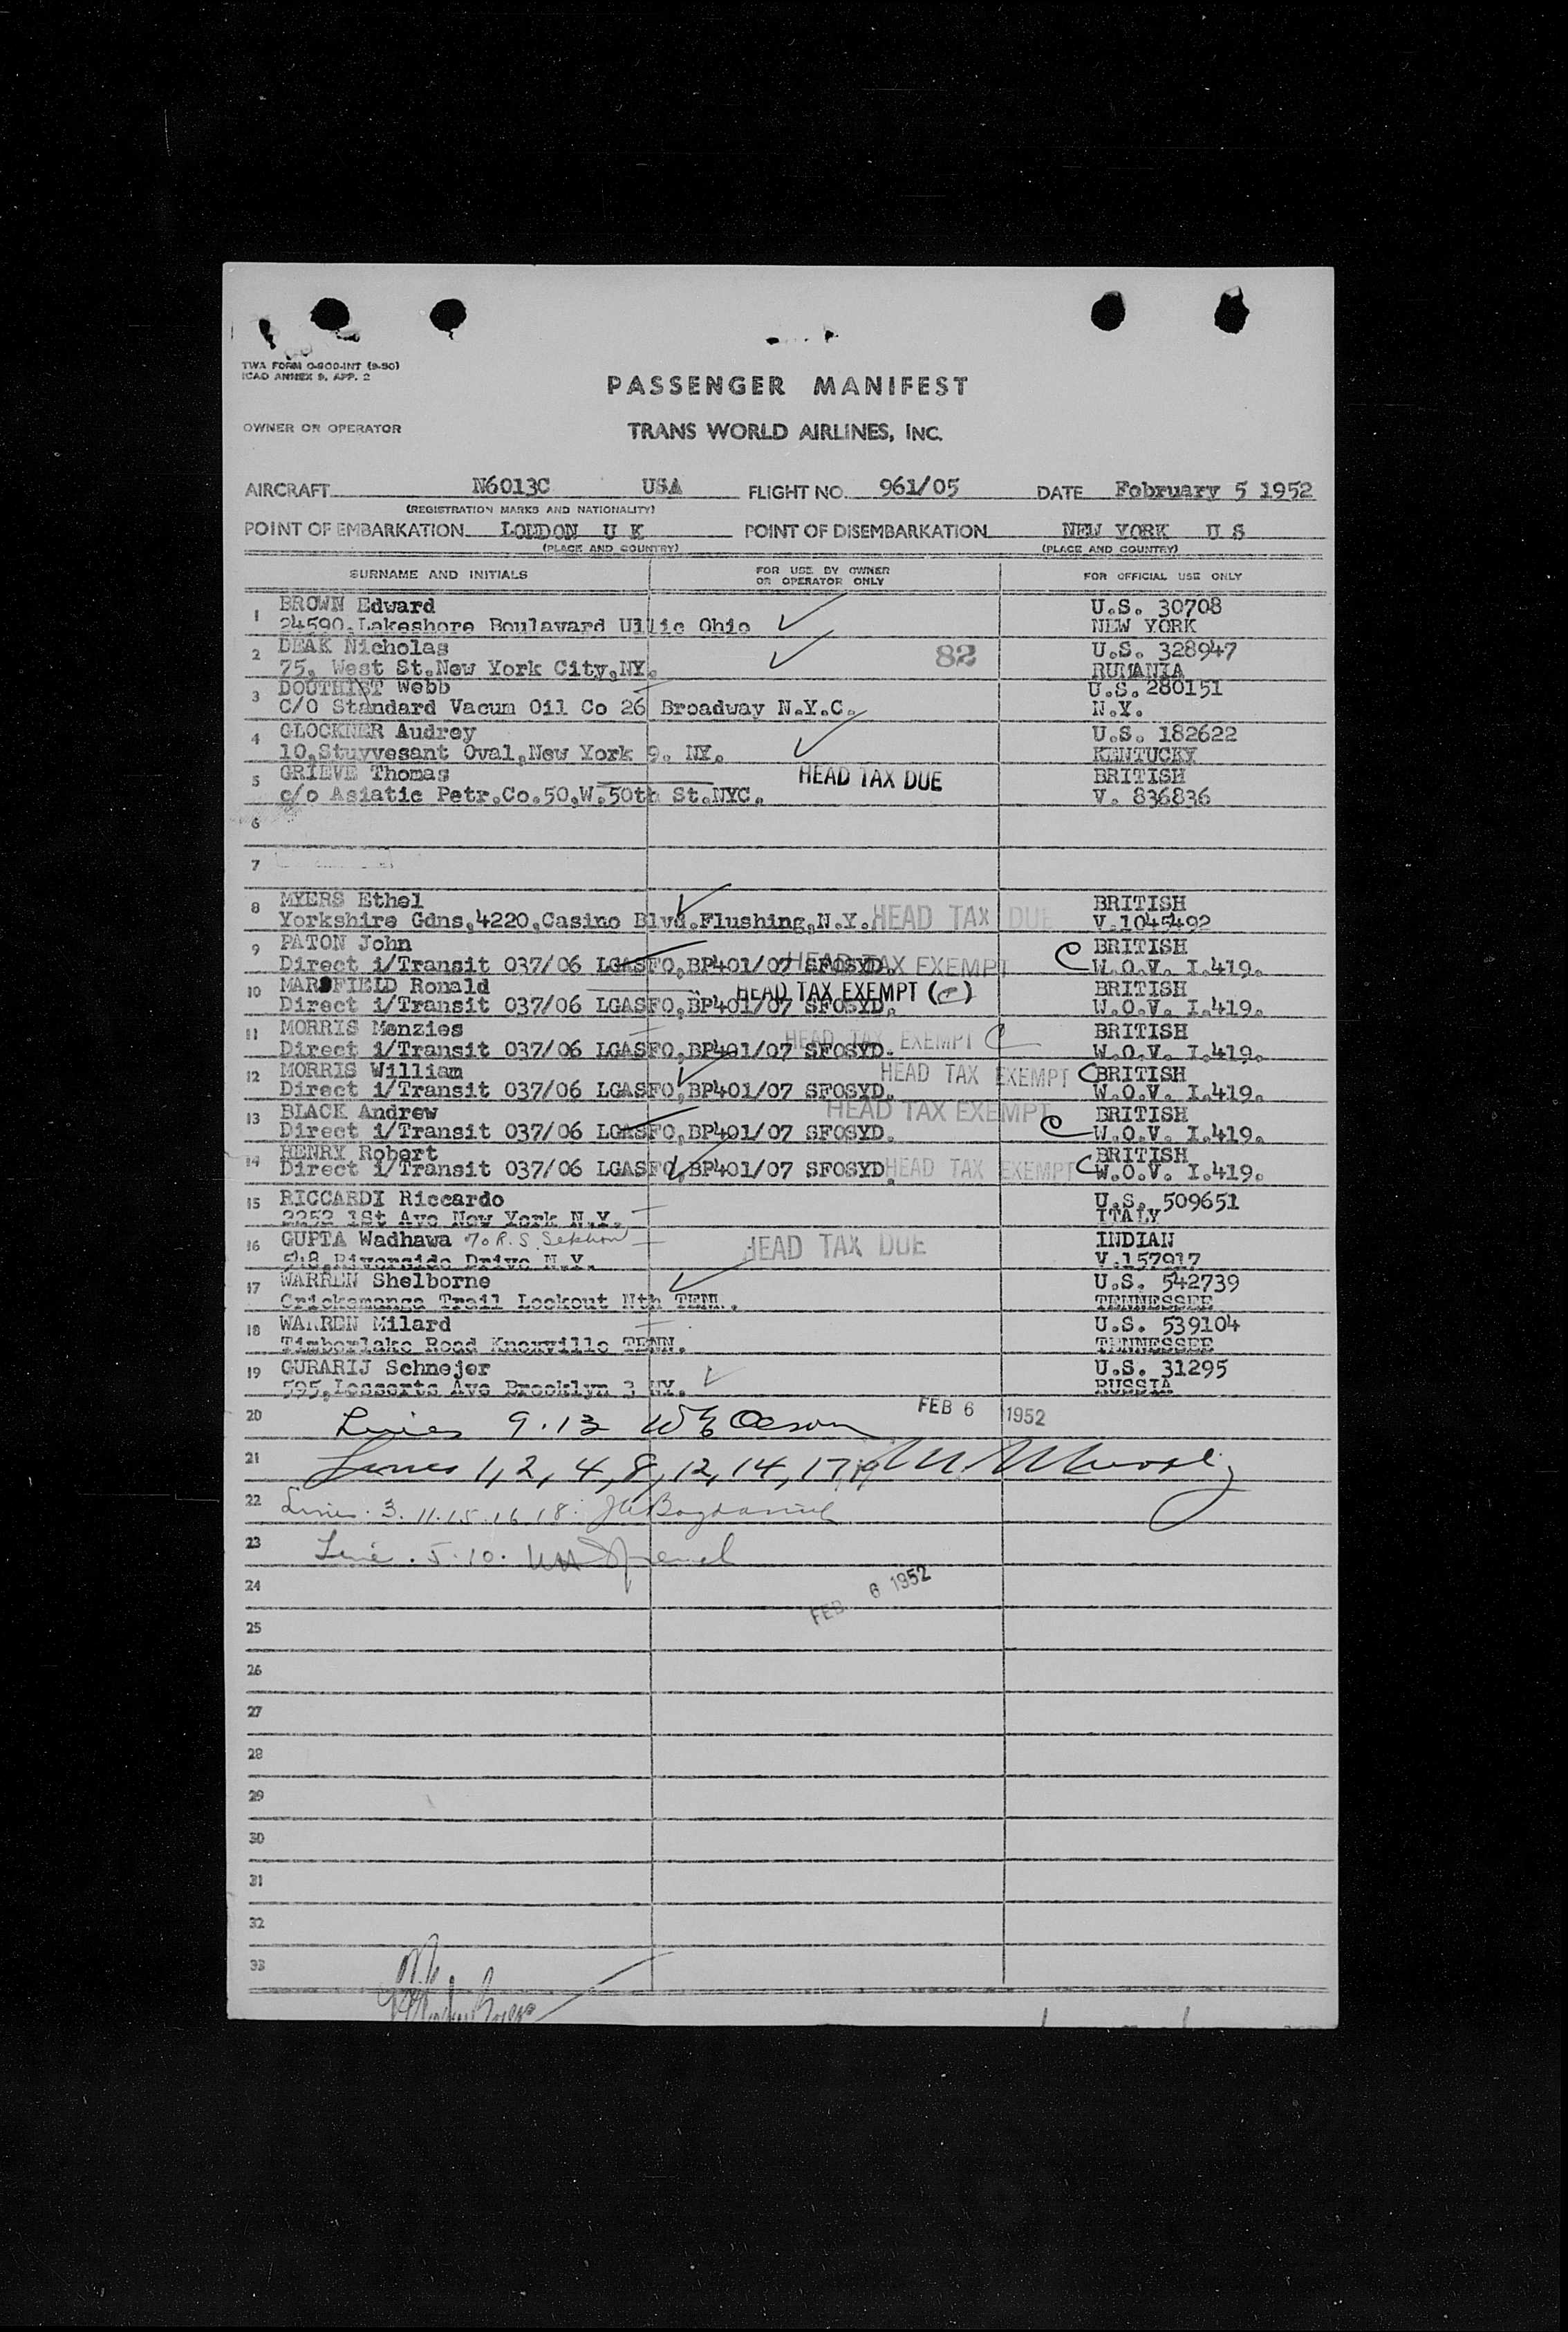 TWA FORM O-900-INT (9-50)
ICAO ANNEX 9, APP. 2
PASSENGER MANIFEST
OWNER OR OPERATOR
TRANS WORLD AIRLINES, INC.
AIRCRAFT N6013C USA FLIGHT NO. 961/05 DATE February 5 1952
(REGISTRATION MARKS AND NATIONALITY)
POINT OF EMBARKATION LONDON U K POINT OF DISEMBARKATION NEW YORK U S
(PLACE AND COUNTRY) (PLACE AND COUNTRY)
SURNAME AND INITIALS FOR USE BY OWNER OR OPERATOR ONLY FOR OFFICIAL USE ONLY
1 BROWN Edward U.S. 30708
24590,Lakeshore Boulavard Ullic Ohio NEW YORK
2 DEAK Nicholas 82 U.S. 328947
75, West St.New York City,NY. RUMANIA
3 Webb U.S. 280151
C/O Standard Vacum Oil Co 26 Broadway N.Y.C. N.Y.
4 GLOCKNER Audrey U.S. 182622
10,Stuyvesant Oval,New York 9. NY. KENTUCKY
5 GRIEVE Thomas HEAD TAX DUE BRITISH
c/o Asiatic Petr.Co.50,W.50th St.NYC. V. 836836
6
7
8 MYERS Ethel BRITISH
Yorkshire Gdns,4220,Casino Blvd.Flushing,N.Y. HEAD TAX DUE V.1045492
9 PATON John C BRITISH
Direct i/Transit 037/06 LGASFO,BP401/07 SFOSYD. HEAD TAX EXEMPT W.O.V. I.419.
10 MARSFIELD Ronald HEAD TAX EXEMPT (C) BRITISH
Direct i/Transit 037/06 LGASFO,BP401/07 SFOSYD. W.O.V. I.419.
11 MORRIS Menzies HEAD TAX EXEMPT C BRITISH
Direct i/Transit 037/06 LGASFO,BP401/07 SFOSYD. W.O.V. I.419.
12 MORRIS William HEAD TAX EXEMPT C BRITISH
Direct i/Transit 037/06 LGASFO,BP401/07 SFOSYD. W.O.V. I.419.
13 BLACK Andrew HEAD TAX EXEMPT C BRITISH
Direct i/Transit 037/06 LGASFO,BP401/07 SFOSYD. W.O.V. I.419.
14 HENRY Robert BRITISH
Direct i/Transit 037/06 LGASFO,BP401/07 SFOSYD. HEAD TAX EXEMPT C W.O.V. I.419.
15 RICCARDI Riccardo U.S. 509651
2252 1St Ave New York N.Y. ITALY
16 GUPTA Wadhawa % R.S. Sekhon HEAD TAX DUE INDIAN
548,Riverside Drive N.Y. V.157917
17 WARREN Shelborne U.S. 542739
Crickamanga Trail Lookout Nth TENN. TENNESSEE
18 WARREN Milard U.S. 539104
Timberlake Road Knoxville TENN. TENNESSEE
19 GURARIJ Schnejer U.S. 31295
595,Lesserts Ave Brooklyn 3 NY. RUSSIA
20 Lines 9.13 FEB 6 1952
21 Lines 1, 2, 4, 8, 12, 14, 17,
22 Lines. 3. 11. 15. 16 18.
23 Line. 5. 10.
24 FEB 6 1952
25
26
27
28
29
30
31
32
33